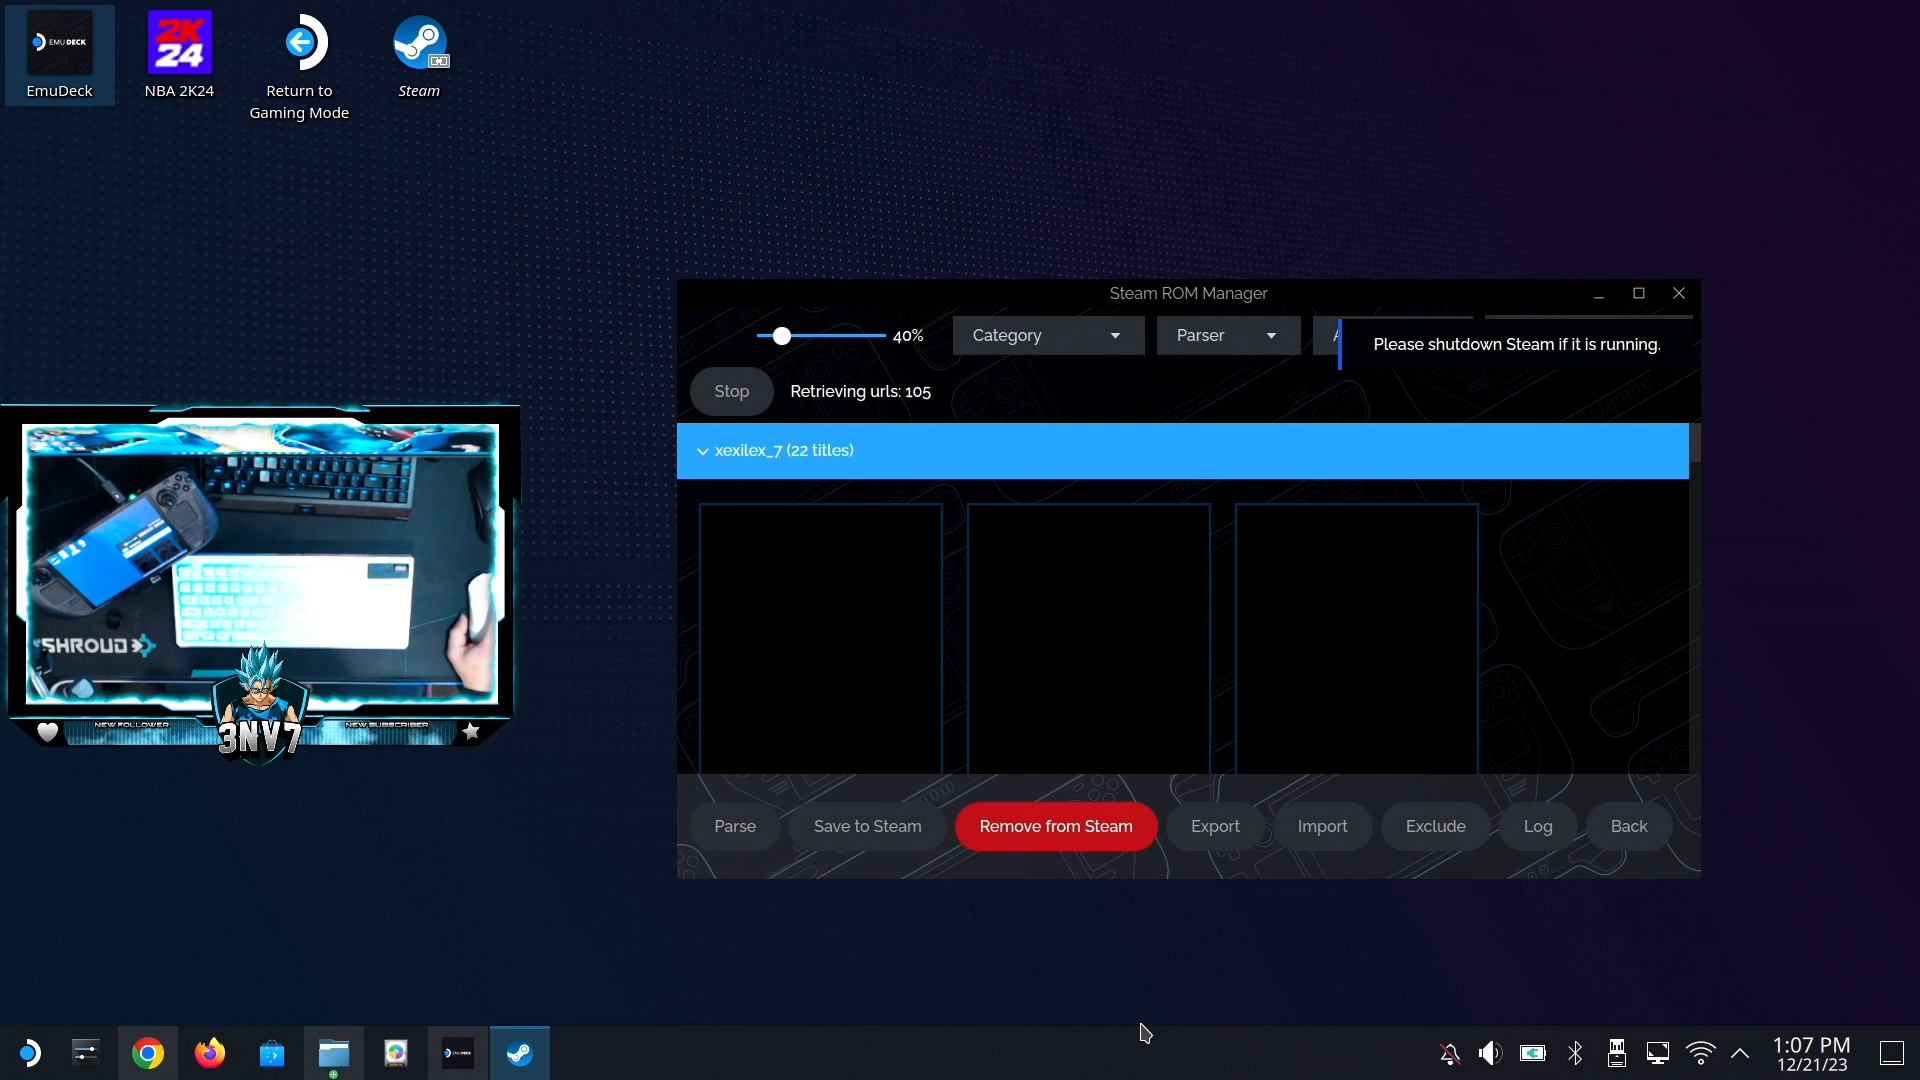 EMUDECK
EmuDeck
2K
24
NBA 2K24
Return to
Gaming Mode
Steam
Steam ROM Manager
40%
Category
Parser
Please shutdown Steam if it is running.
Stop
Retrieving urls: 105
xexilex_7 (22 titles)
SHROUD
NEW FOLLOWER
NEW SUBSCRIBER
3NV7
Parse
Save to Steam
Remove from Steam
Export
Import
Exclude
Log
Back
EMUDECK
1:07 PM
12/21/23